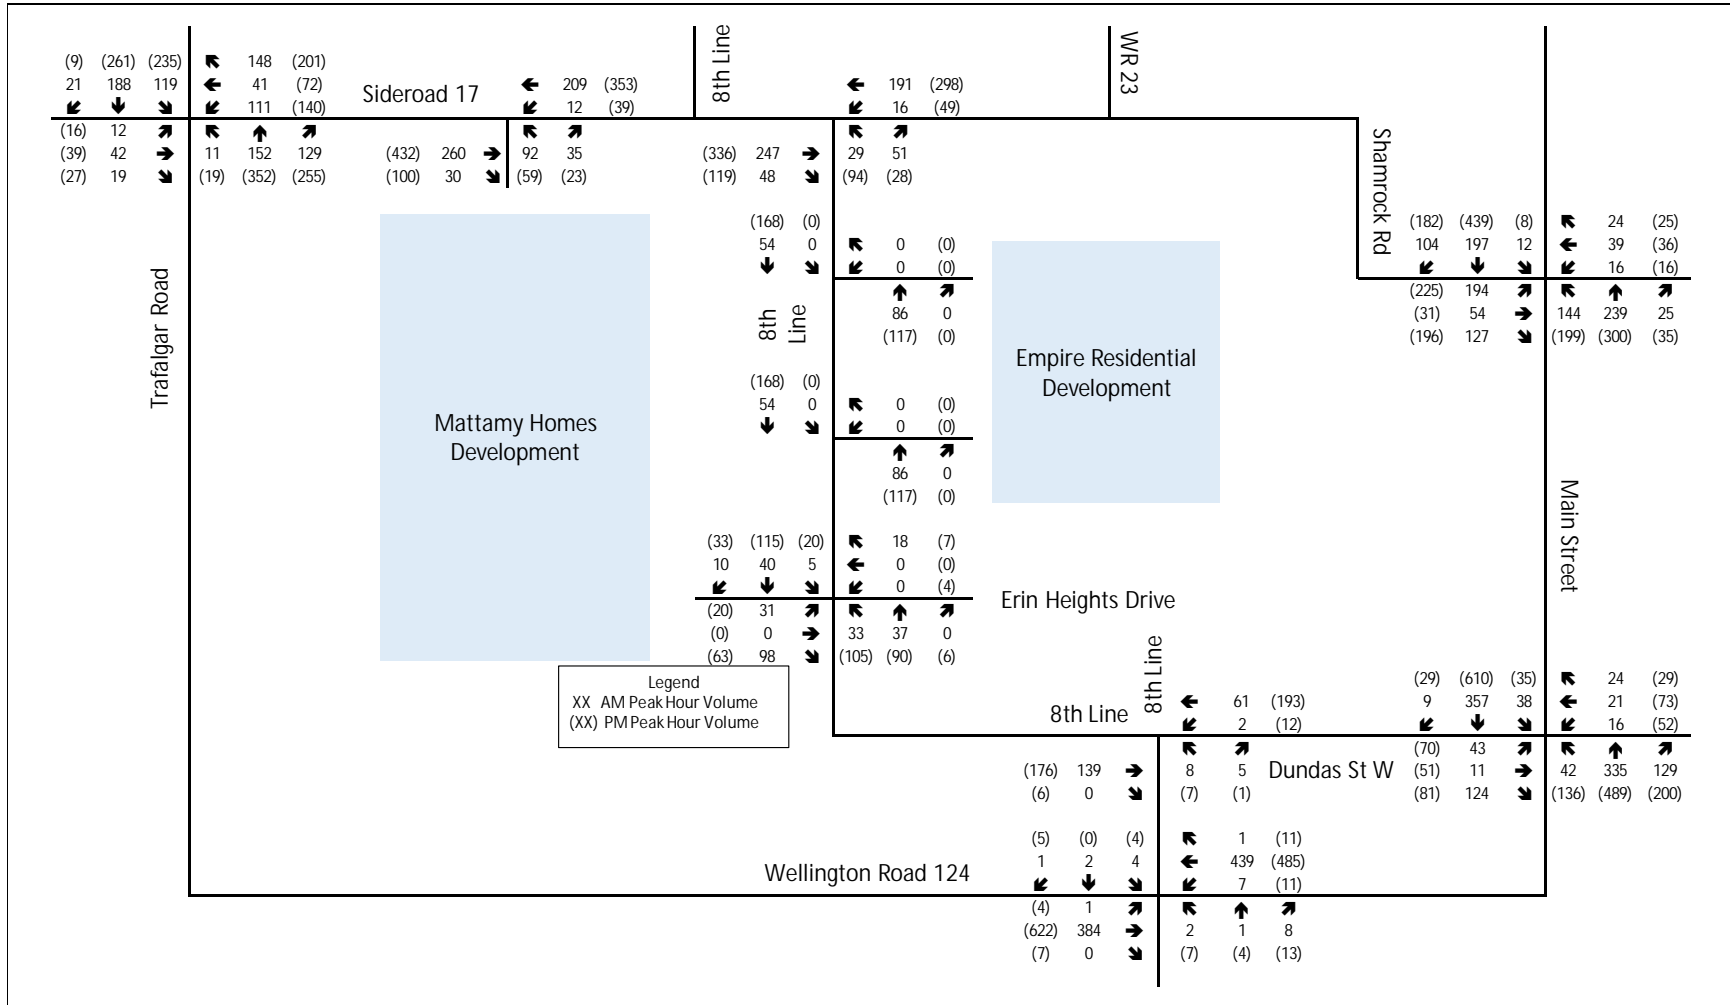 8th Line
WR 23
(9) (261) (235) 148 (201)
21 188 119 41 (72)
111 (140)
(16) 12
(39) 42 11 152 129
(27) 19 (19) (352) (255)
Sideroad 17
209 (353)
12 (39)
(432) 260 92 35
(100) 30 (59) (23)
191 (298)
16 (49)
(336) 247 29 51
(119) 48 (94) (28)
Shamrock Rd
(182) (439) (8) 24 (25)
104 197 12 39 (36)
16 (16)
(225) 194
(31) 54 144 239 25
(196) 127 (199) (300) (35)
Trafalgar Road
(168) (0)
54 0 0 (0)
0 (0)
86 0
(117) (0)
8th
Line
Mattamy Homes
Development
Empire Residential
Development
(168) (0)
54 0 0 (0)
0 (0)
86 0
(117) (0)
Main Street
(33) (115) (20) 18 (7)
10 40 5 0 (0)
0 (4)
(20) 31
(0) 0 33 37 0
(63) 98 (105) (90) (6)
Erin Heights Drive
Legend
XX AM Peak Hour Volume
(XX) PM Peak Hour Volume
8th Line
8th Line
61 (193)
2 (12)
(176) 139 8 5
(6) 0 (7) (1)
Dundas St W
(29) (610) (35) 24 (29)
9 357 38 21 (73)
16 (52)
(70) 43
(51) 11 42 335 129
(81) 124 (136) (489) (200)
Wellington Road 124
(5) (0) (4) 1 (11)
1 2 4 439 (485)
7 (11)
(4) 1
(622) 384 2 1 8
(7) 0 (7) (4) (13)